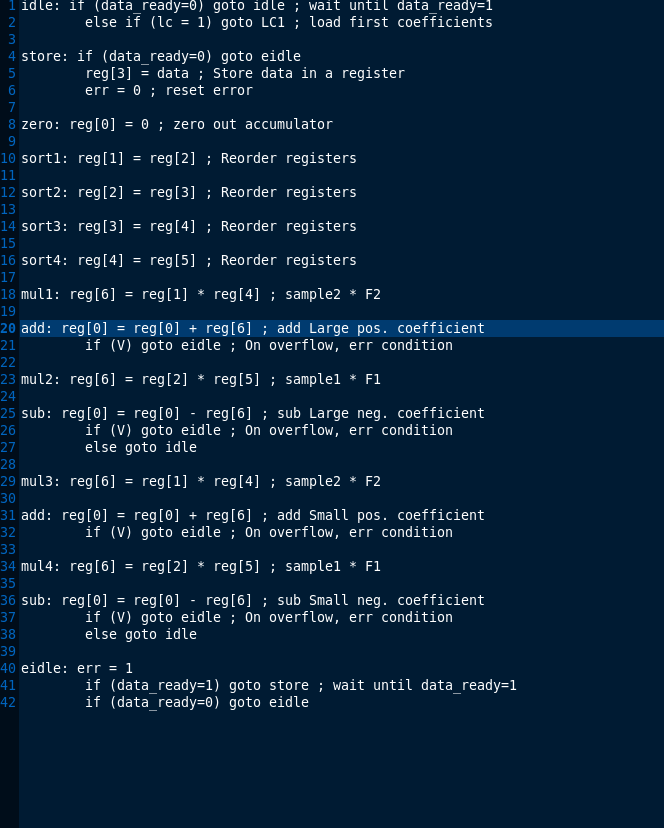 1 idle: if (data_ready=0) goto idle ; wait until data_ready=1
2         else if (lc = 1) goto LC1 ; load first coefficients
3
4 store: if (data_ready=0) goto eidle
5         reg[3] = data ; Store data in a register
6         err = 0 ; reset error
7
8 zero: reg[0] = 0 ; zero out accumulator
9
10 sort1: reg[1] = reg[2] ; Reorder registers
11
12 sort2: reg[2] = reg[3] ; Reorder registers
13
14 sort3: reg[3] = reg[4] ; Reorder registers
15
16 sort4: reg[4] = reg[5] ; Reorder registers
17
18 mul1: reg[6] = reg[1] * reg[4] ; sample2 * F2
19
20 add: reg[0] = reg[0] + reg[6] ; add Large pos. coefficient
21         if (V) goto eidle ; On overflow, err condition
22
23 mul2: reg[6] = reg[2] * reg[5] ; sample1 * F1
24
25 sub: reg[0] = reg[0] - reg[6] ; sub Large neg. coefficient
26         if (V) goto eidle ; On overflow, err condition
27         else goto idle
28
29 mul3: reg[6] = reg[1] * reg[4] ; sample2 * F2
30
31 add: reg[0] = reg[0] + reg[6] ; add Small pos. coefficient
32         if (V) goto eidle ; On overflow, err condition
33
34 mul4: reg[6] = reg[2] * reg[5] ; sample1 * F1
35
36 sub: reg[0] = reg[0] - reg[6] ; sub Small neg. coefficient
37         if (V) goto eidle ; On overflow, err condition
38         else goto idle
39
40 eidle: err = 1
41         if (data_ready=1) goto store ; wait until data_ready=1
42         if (data_ready=0) goto eidle